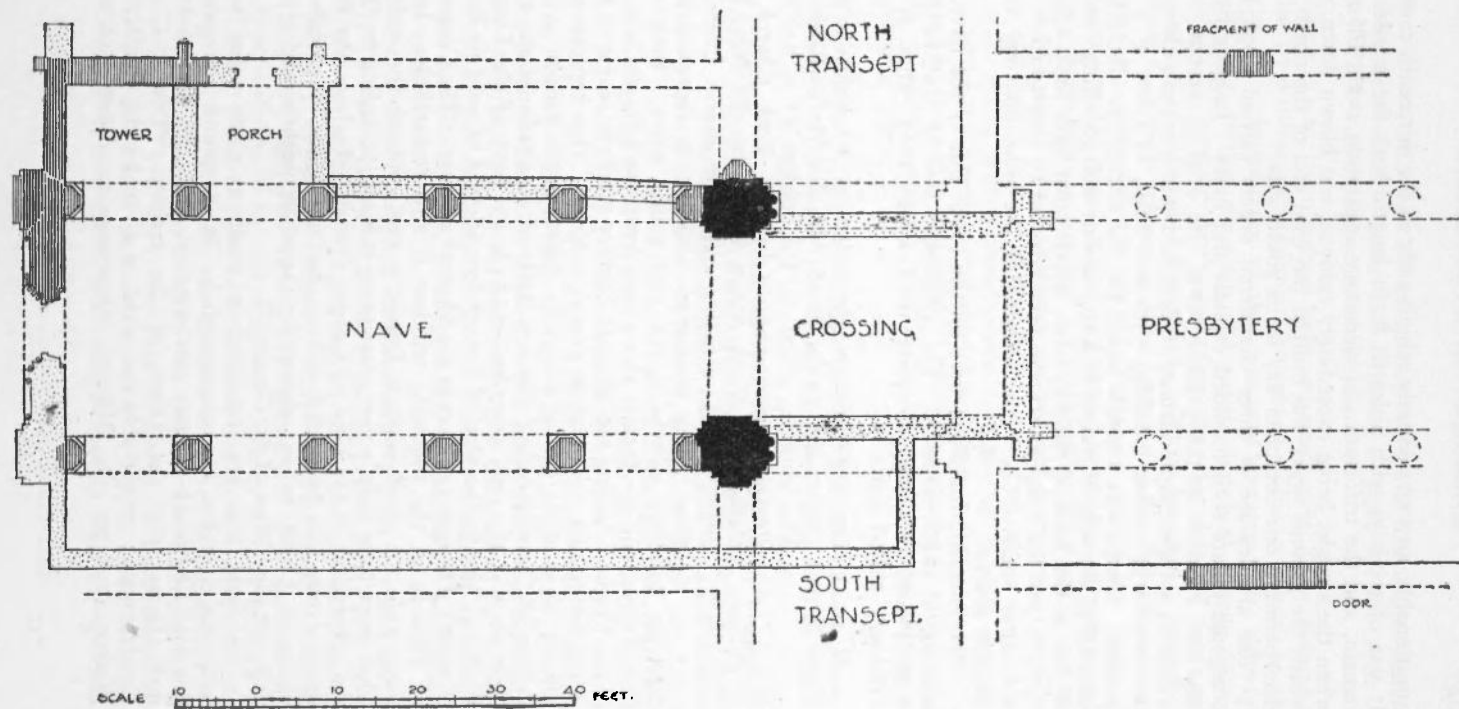 NORTH
TRANSEPT
FRAGMENT OF WALL
TOWER
PORCH
NAVE
CROSSING
PRESBYTERY
SOUTH
TRANSEPT.
DOOR
SCALE 10 0 10 20 30 40 FEET.